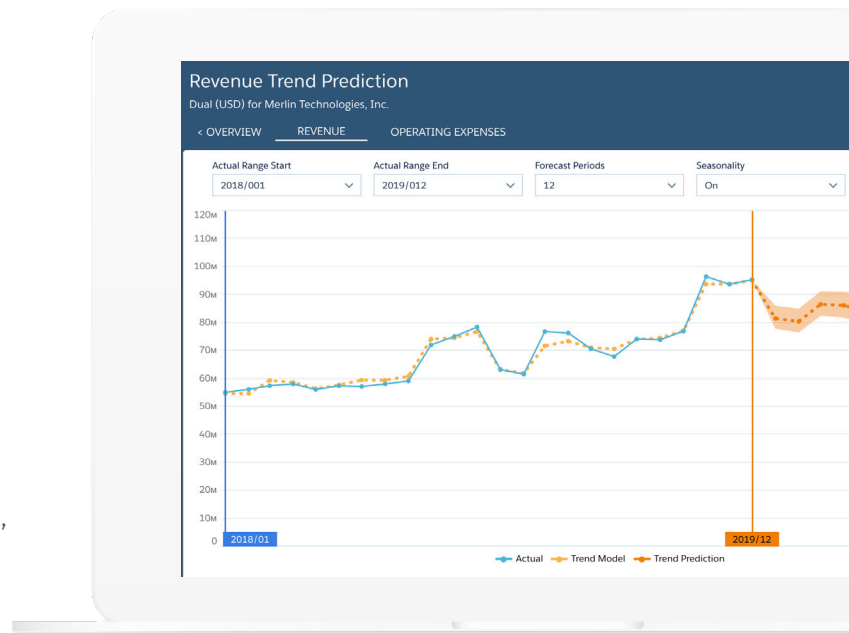 Revenue Trend Prediction
Dual (USD) for Merlin Technologies, Inc.
< OVERVIEW REVENUE OPERATING EXPENSES
Actual Range Start Actual Range End Forecast Periods Seasonality
2018/001 2019/012 12 On
120M
110M
100M
90M
80M
70M
60M
50M
40M
30M
20M
10M
0
2018/01 2019/12
Actual Trend Model Trend Prediction
,